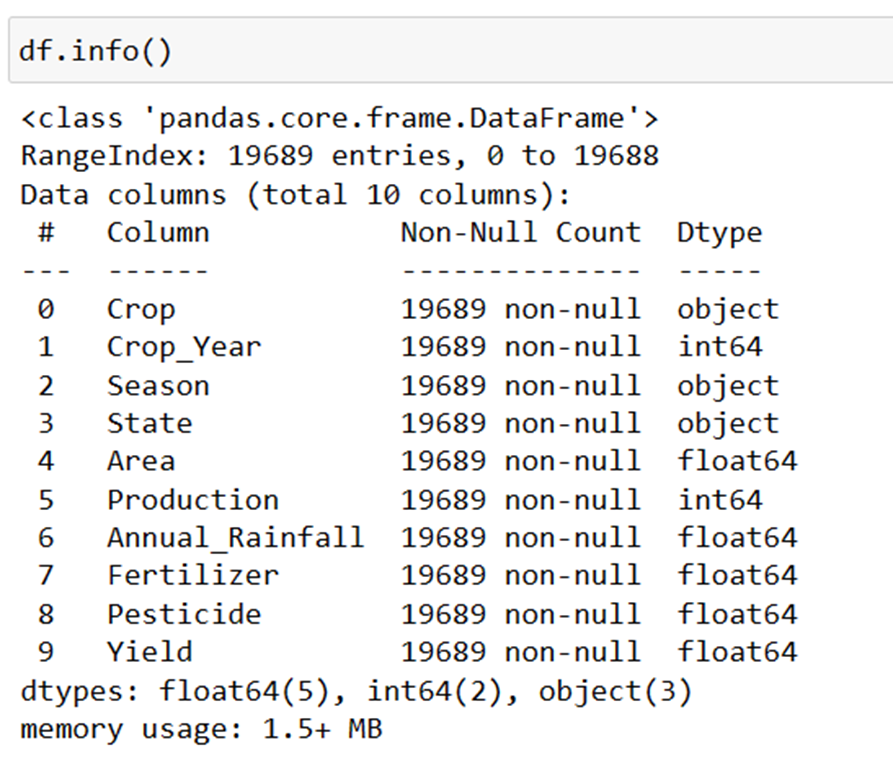 df.info()
<class 'pandas.core.frame.DataFrame'>
RangeIndex: 19689 entries, 0 to 19688
Data columns (total 10 columns):
 #   Column           Non-Null Count  Dtype
---  ------           --------------  -----
 0   Crop             19689 non-null  object
 1   Crop_Year        19689 non-null  int64
 2   Season           19689 non-null  object
 3   State            19689 non-null  object
 4   Area             19689 non-null  float64
 5   Production       19689 non-null  int64
 6   Annual_Rainfall  19689 non-null  float64
 7   Fertilizer       19689 non-null  float64
 8   Pesticide        19689 non-null  float64
 9   Yield            19689 non-null  float64
dtypes: float64(5), int64(2), object(3)
memory usage: 1.5+ MB